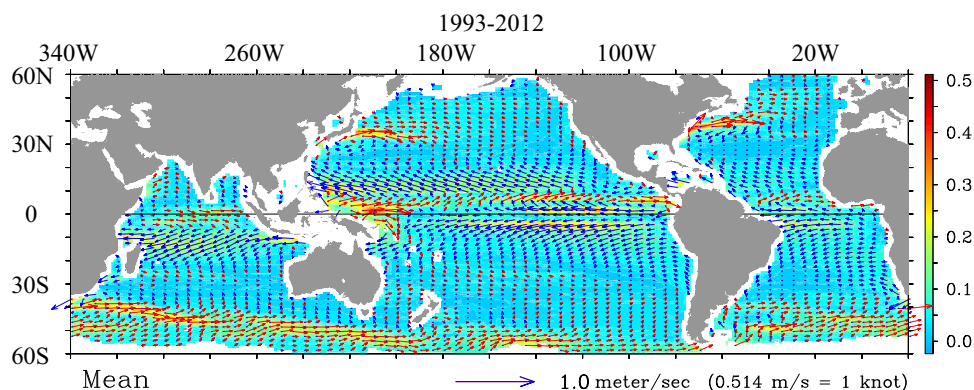 1993-2012
340W 260W 180W 100W 20W
60N
30N
0
30S
60S
0.5
0.4
0.3
0.2
0.1
0.0
Mean
1.0 meter/sec (0.514 m/s = 1 knot)